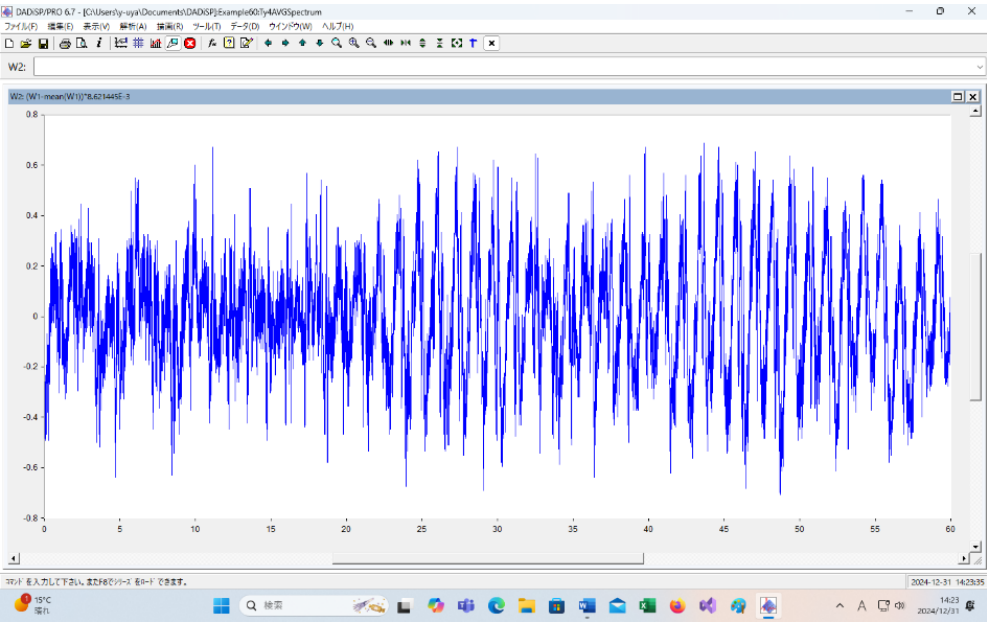 DADiSP/PRO 6.7 - [C:\Users\y-uya\Documents\DADiSP]:Example60:Ty4AVGSpectrum
ファイル(F) 編集(E) 表示(V) 解析(A) 描画(R) ツール(T) データ(D) ウインドウ(W) ヘルプ(H)
W2:
W2: (W1-mean(W1))*8.621445E-3
0.8
0.6
0.4
0.2
0
-0.2
-0.4
-0.6
-0.8
0 5 10 15 20 25 30 35 40 45 50 55 60
コマンド を入力して下さい。またF8でシリーズ をロード できます。
2024-12-31 14:23:35
15°C
晴れ
検索
A
14:23
2024/12/31